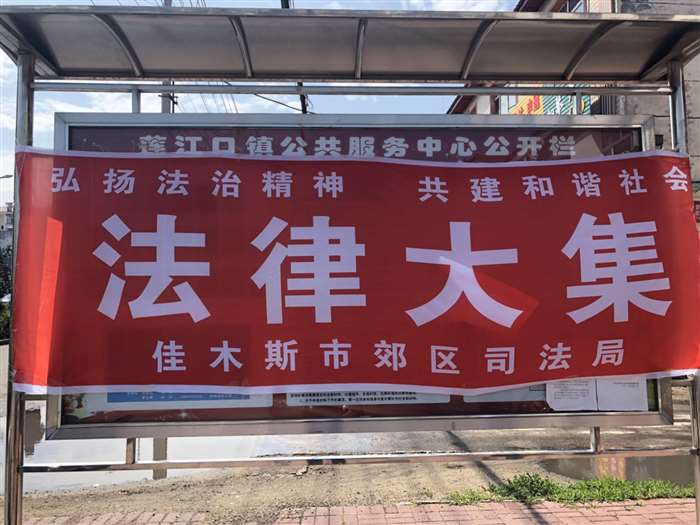 莲江口镇公共服务中心公开栏
弘扬法治精神 共建和谐社会
法律大集
佳木斯市郊区司法局